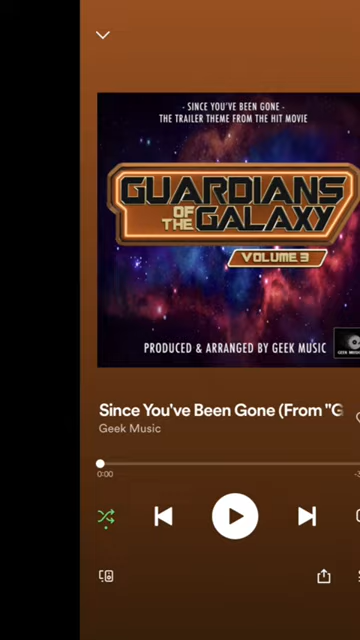 - SINCE YOU'VE BEEN GONE -
THE TRAILER THEME FROM THE HIT MOVIE
GUARDIANS
OF THE
GALAXY
VOLUME 3
PRODUCED & ARRANGED BY GEEK MUSIC
Since You've Been Gone (From "G
Geek Music
0:00